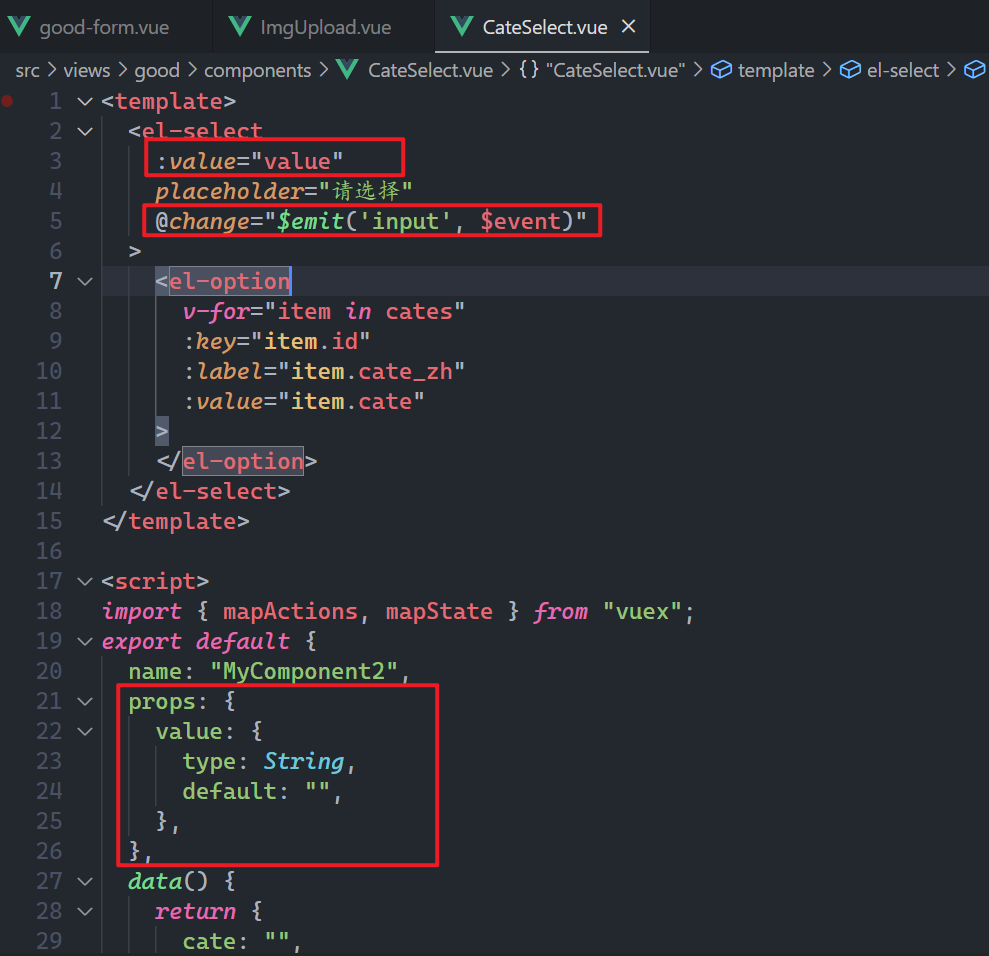 good-form.vue ImgUpload.vue CateSelect.vue ×
src > views > good > components > CateSelect.vue > {} "CateSelect.vue" > template > el-select >
1 <template>
2 <el-select
3 :value="value"
4 placeholder="请选择"
5 @change="$emit('input', $event)"
6 >
7 <el-option
8 v-for="item in cates"
9 :key="item.id"
10 :label="item.cate_zh"
11 :value="item.cate"
12 >
13 </el-option>
14 </el-select>
15 </template>
16
17 <script>
18 import { mapActions, mapState } from "vuex";
19 export default {
20 name: "MyComponent2",
21 props: {
22 value: {
23 type: String,
24 default: "",
25 },
26 },
27 data() {
28 return {
29 cate: "",